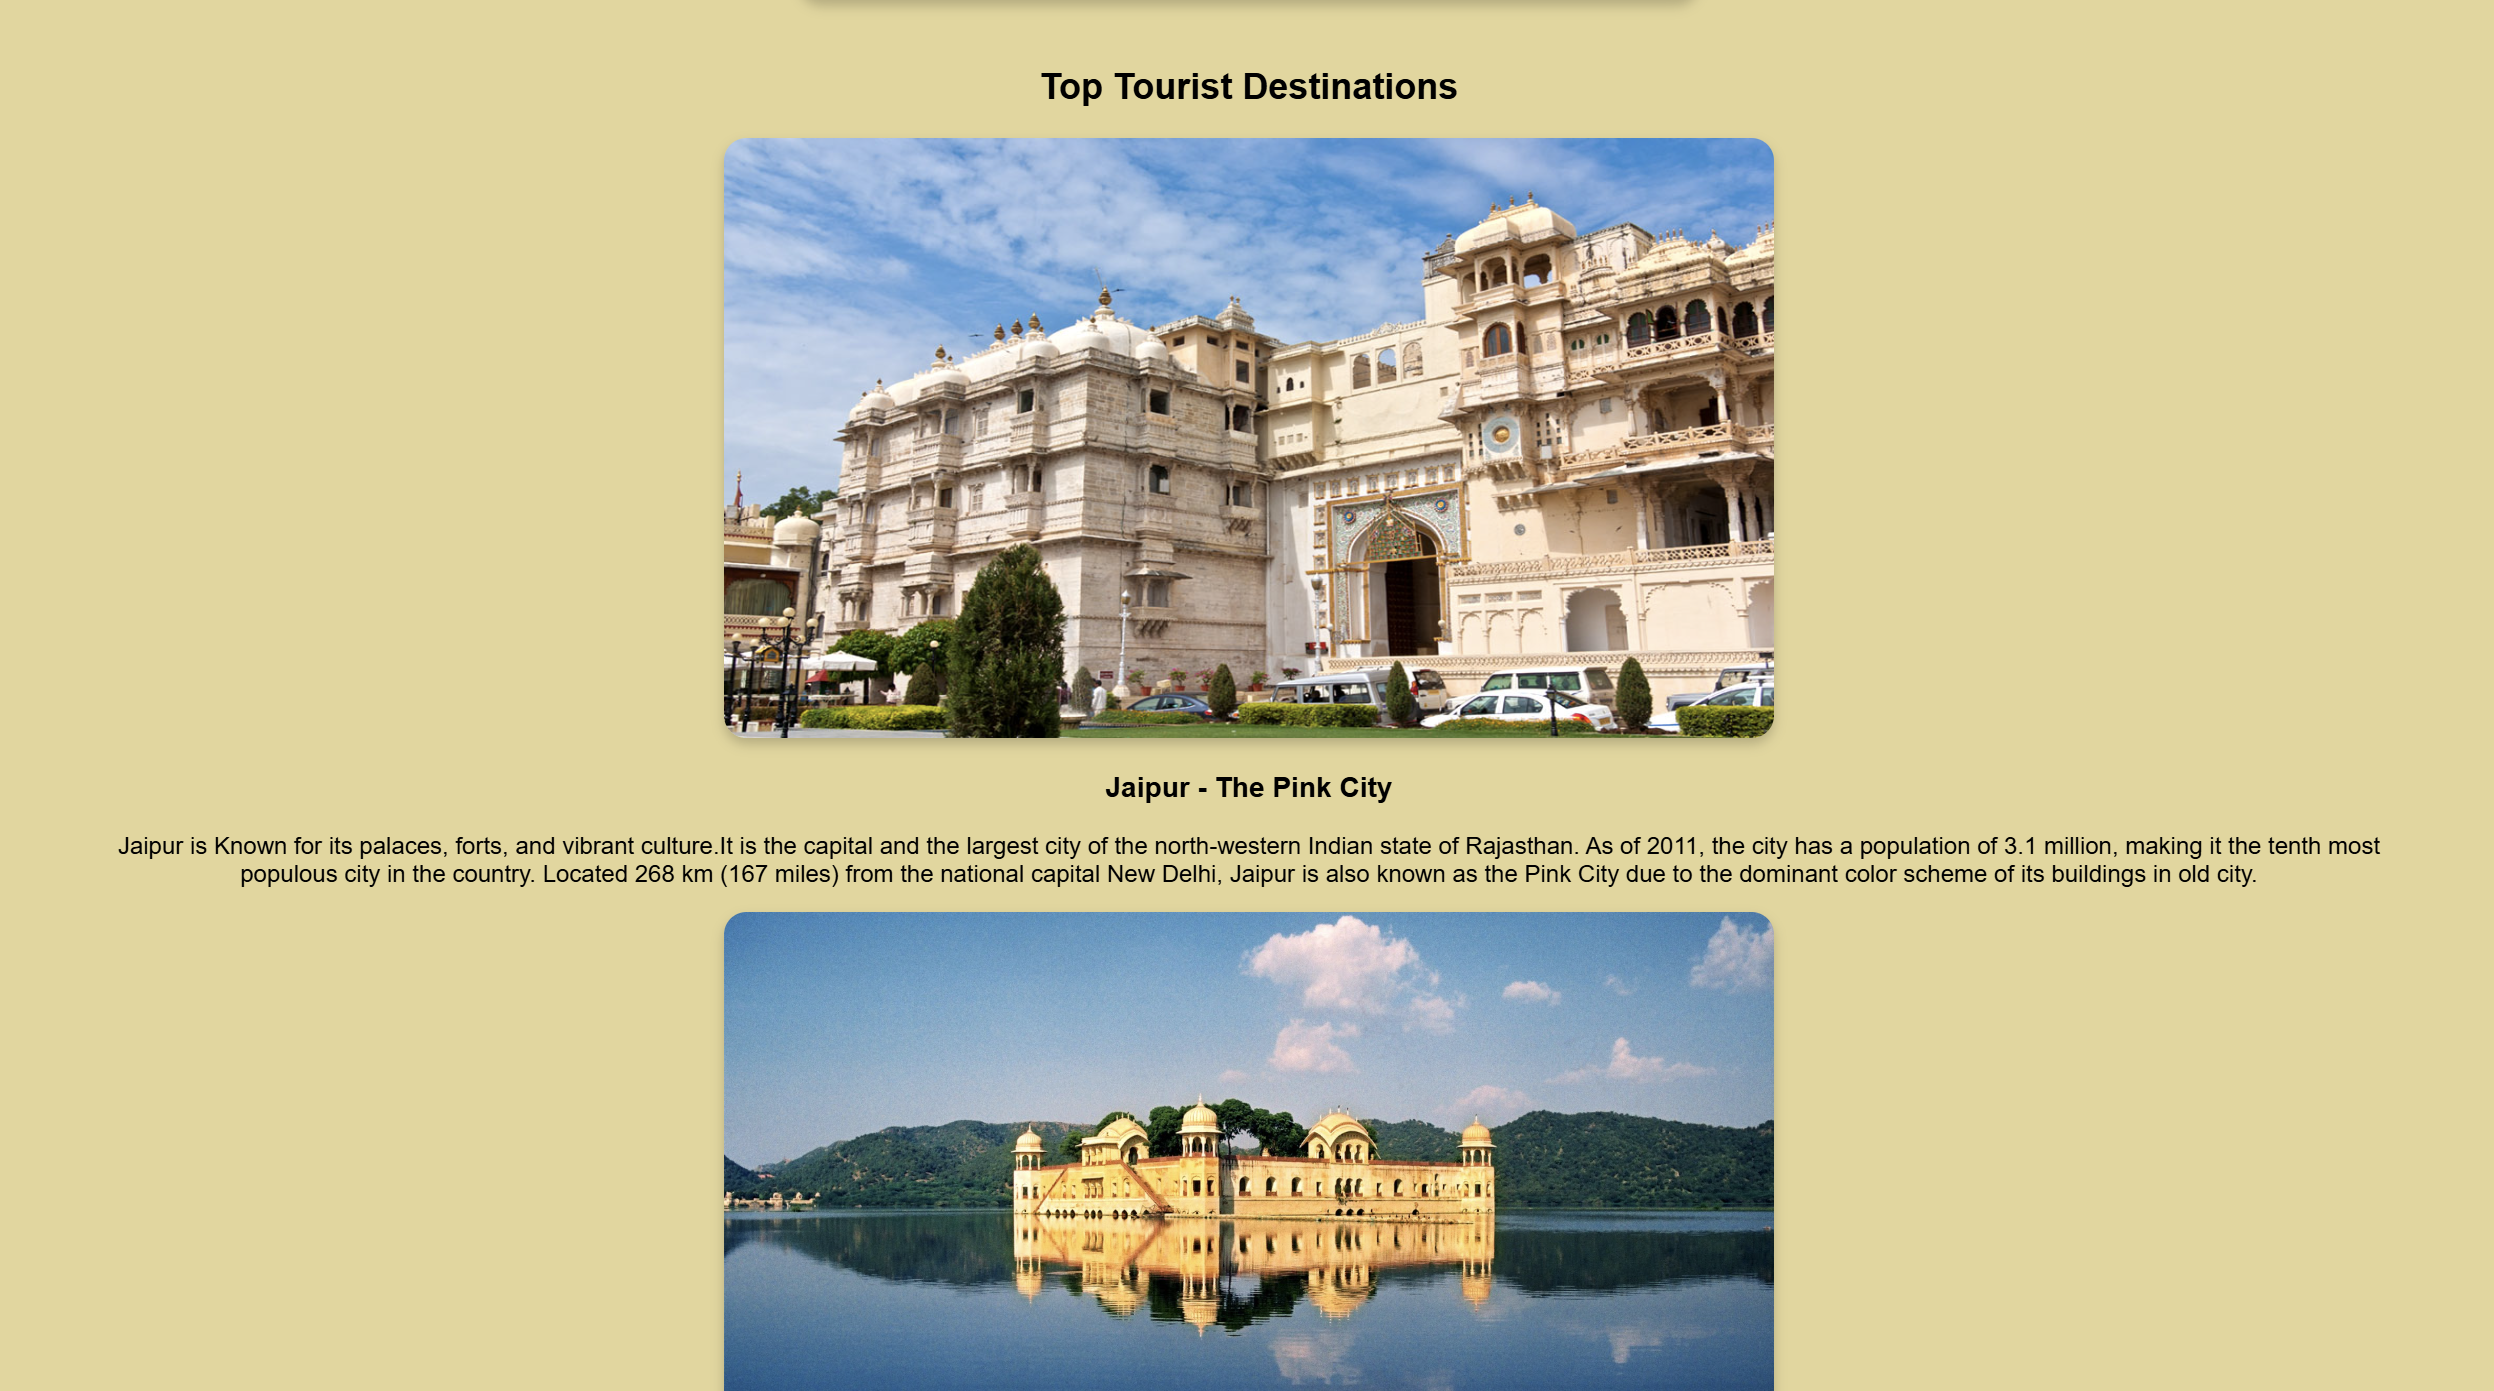 Top Tourist Destinations
Jaipur - The Pink City
Jaipur is Known for its palaces, forts, and vibrant culture.It is the capital and the largest city of the north-western Indian state of Rajasthan. As of 2011, the city has a population of 3.1 million, making it the tenth most
populous city in the country. Located 268 km (167 miles) from the national capital New Delhi, Jaipur is also known as the Pink City due to the dominant color scheme of its buildings in old city.